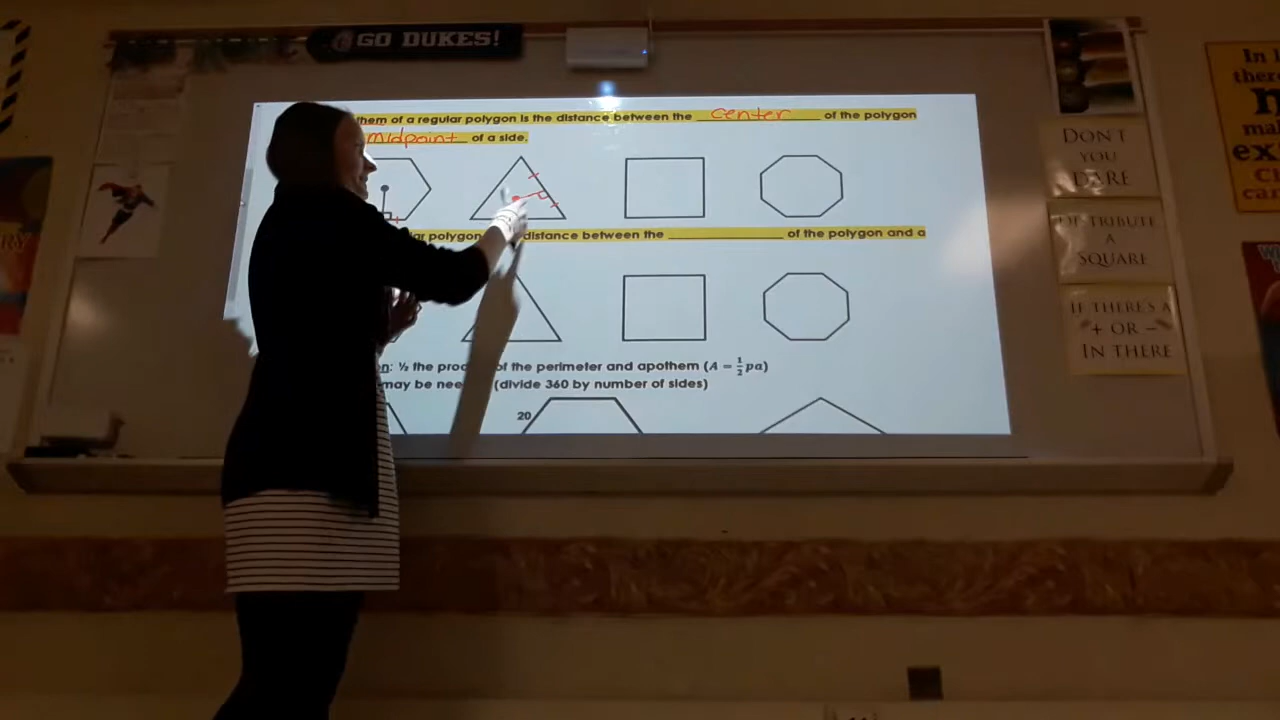 GO DUKES!
them of a regular polygon is the distance between the center of the polygon
midpoint of a side.
polygon distance between the of the polygon and a
: ½ the of the perimeter and apothem (A = ½pa)
may be (divide 360 by number of sides)
20
DON'T
YOU
DARE
DISTRIBUTE
A
SQUARE
IF THERE'S A
+ OR -
IN THERE
In